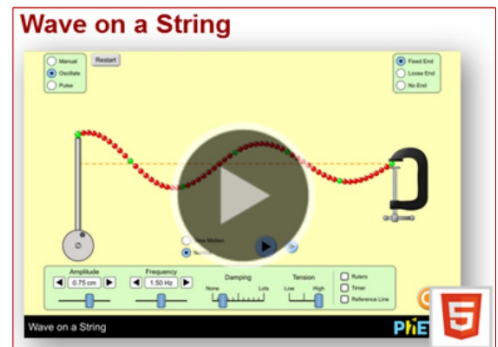 Wave on a String
Manual
Oscillate
Pulse
Restart
Fixed End
Loose End
No End
Amplitude
0.75 cm
Frequency
1.50 Hz
Damping
None
Lots
Tension
Low
High
Rulers
Timer
Reference Line
Wave on a String
PhET
5